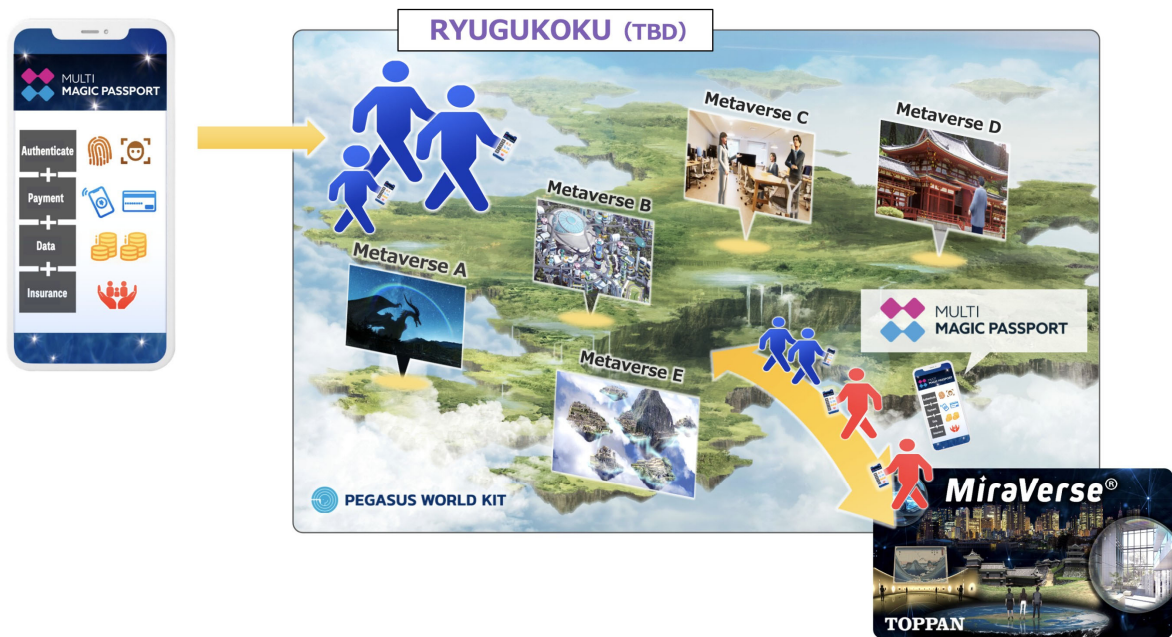 RYUGUKOKU (TBD)
MULTI
MAGIC PASSPORT
Authenticate
+
Payment
+
Data
+
Insurance
Metaverse A
Metaverse B
Metaverse C
Metaverse D
Metaverse E
MULTI
MAGIC PASSPORT
PEGASUS WORLD KIT
MiraVerse®
TOPPAN